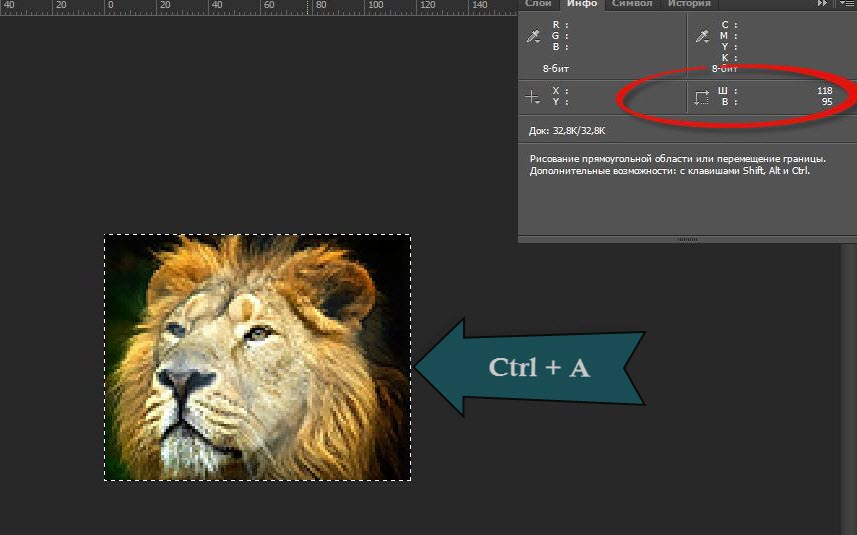 40 20 0 20 40 60 80 100 120 140
Слои Инфо Символ История
R :
G :
B :
8-бит
C :
M :
Y :
K :
8-бит
X :
Y :
Ш : 118
В : 95
Док: 32,8K/32,8K
Рисование прямоугольной области или перемещение границы.
Дополнительные возможности: с клавишами Shift, Alt и Ctrl.
Ctrl + A